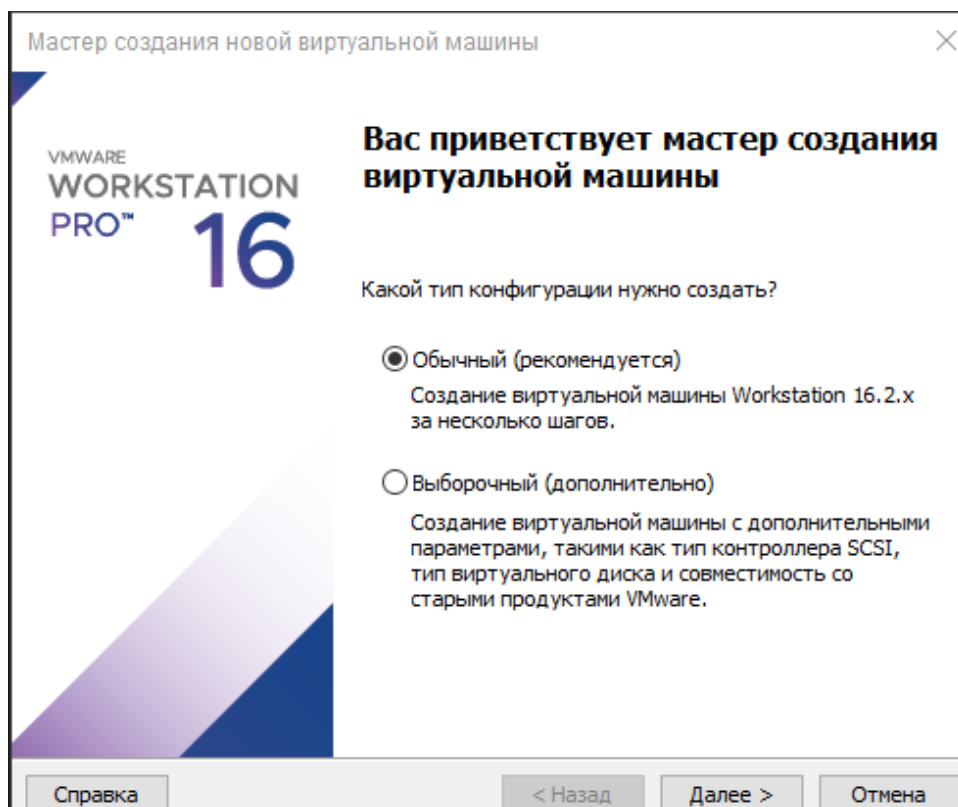 Мастер создания новой виртуальной машины
VMWARE
WORKSTATION
PRO™
16
Вас приветствует мастер создания
виртуальной машины
Какой тип конфигурации нужно создать?
Обычный (рекомендуется)
Создание виртуальной машины Workstation 16.2.x
за несколько шагов.
Выборочный (дополнительно)
Создание виртуальной машины с дополнительными
параметрами, такими как тип контроллера SCSI,
тип виртуального диска и совместимость со
старыми продуктами VMware.
Справка
< Назад
Далее >
Отмена